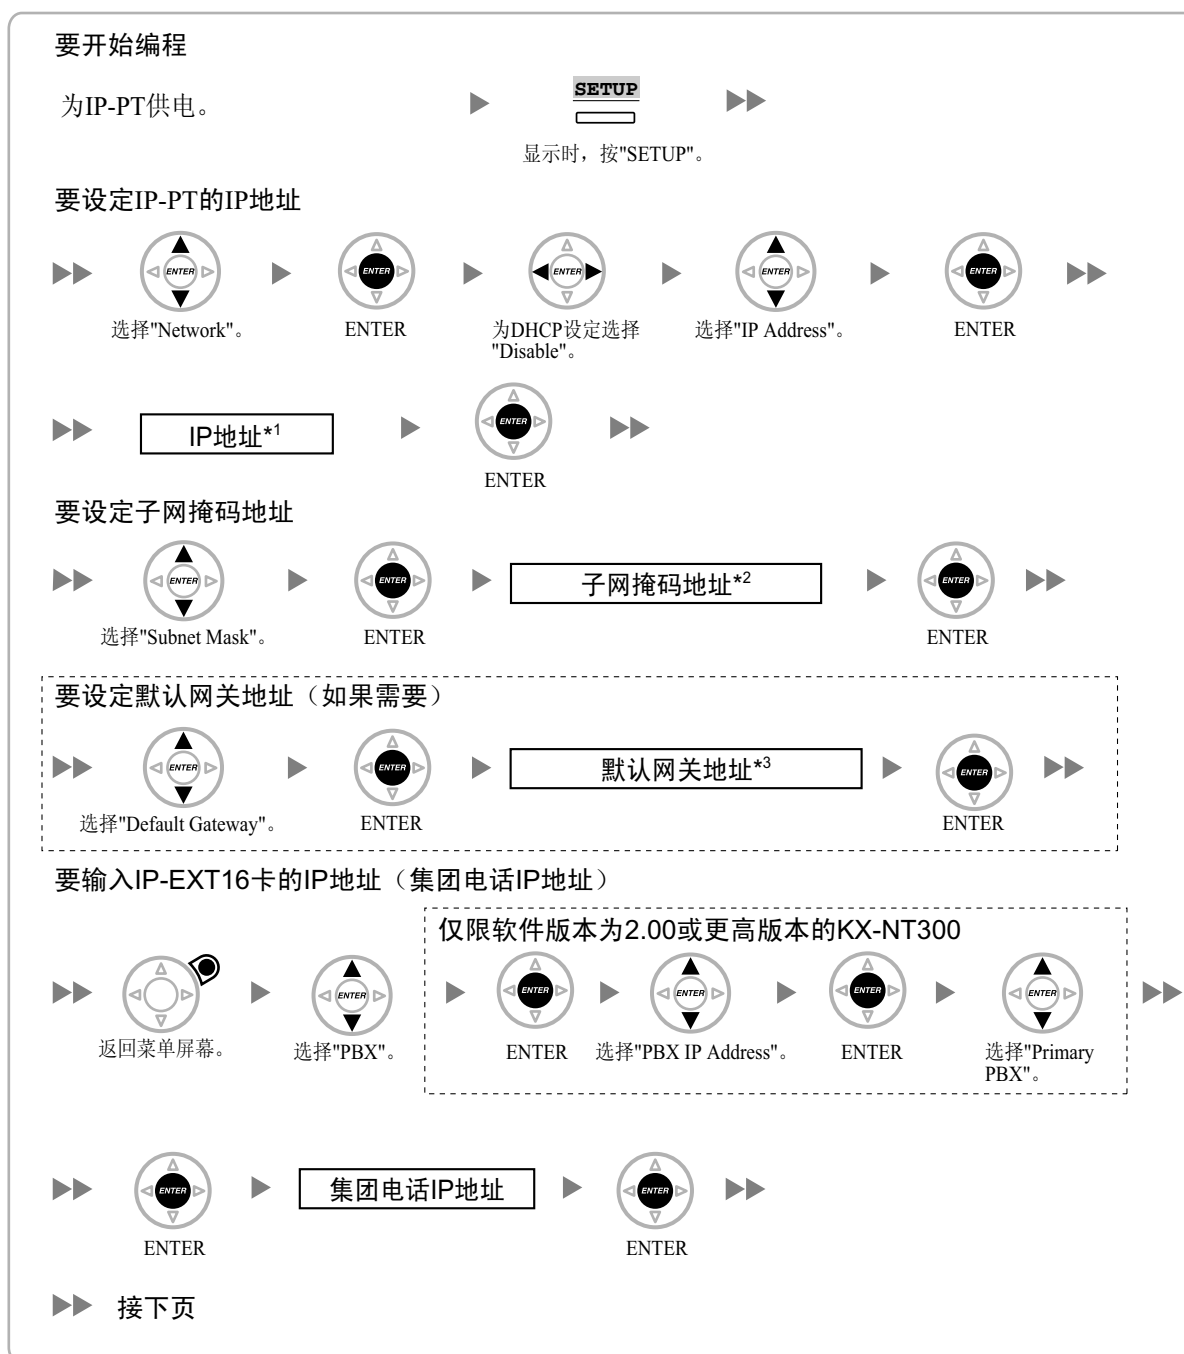 要开始编程
为IP-PT供电。
SETUP
显示时，按"SETUP"。
要设定IP-PT的IP地址
ENTER ENTER ENTER ENTER ENTER
选择"Network"。 ENTER 为DHCP设定选择 选择"IP Address"。 ENTER
"Disable"。
IP地址*1 ENTER
ENTER
要设定子网掩码地址
ENTER ENTER 子网掩码地址*2 ENTER
选择"Subnet Mask"。 ENTER ENTER
要设定默认网关地址（如果需要）
ENTER ENTER 默认网关地址*3 ENTER
选择"Default Gateway"。 ENTER ENTER
要输入IP-EXT16卡的IP地址（集团电话IP地址）
仅限软件版本为2.00或更高版本的KX-NT300
ENTER ENTER ENTER ENTER ENTER
返回菜单屏幕。 选择"PBX"。 ENTER 选择"PBX IP Address"。 ENTER 选择"Primary
PBX"。
ENTER 集团电话IP地址 ENTER
ENTER ENTER
接下页